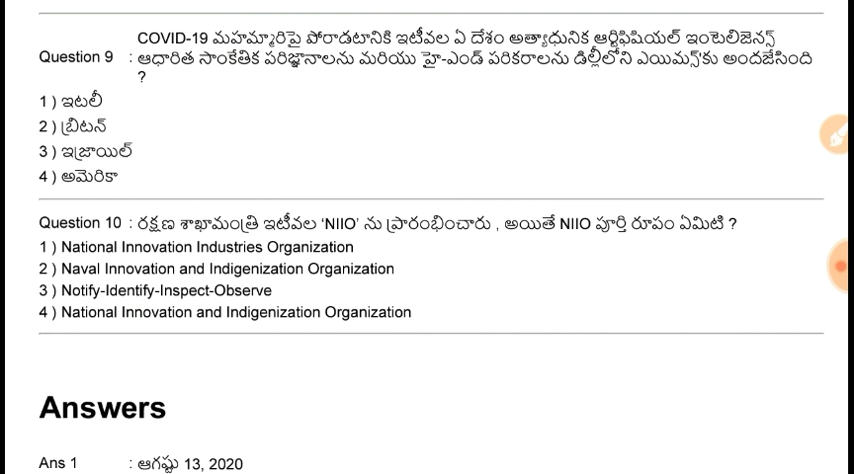 COVID-19 మహమ్మారిపై పోరాడటానికి ఇటీవల ఏ దేశం అత్యాధునిక ఆర్టిఫిషియల్ ఇంటెలిజెన్స్
Question 9 : ఆధారిత సాంకేతిక పరిజ్ఞానాలను మరియు హై-ఎండ్ పరికరాలను డిల్లీలోని ఎయిమ్స్'కు అందజేసింది
?
1 ) ఇటలీ
2 ) బ్రిటన్
3 ) ఇజ్రాయిల్
4 ) అమెరికా
Question 10 : రక్షణ శాఖామంత్రి ఇటీవల ‘NIIO’ ను ప్రారంభించారు , అయితే NIIO పూర్తి రూపం ఏమిటి ?
1 ) National Innovation Industries Organization
2 ) Naval Innovation and Indigenization Organization
3 ) Notify-Identify-Inspect-Observe
4 ) National Innovation and Indigenization Organization
Answers
Ans 1 : ఆగష్టు 13, 2020